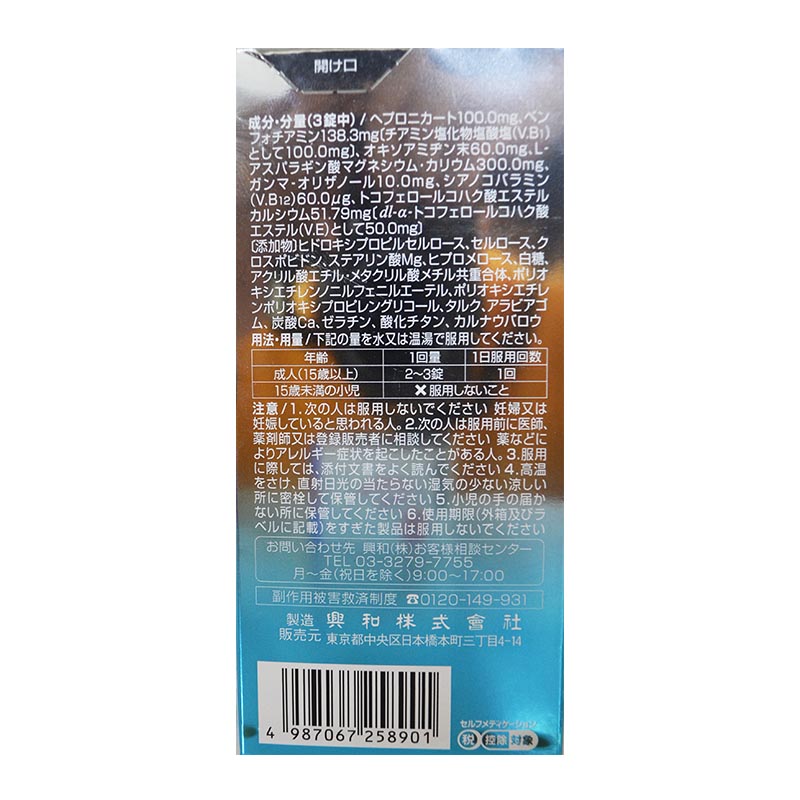 開け口
成分・分量(3錠中)/ヘプロニカート100.0mg、ベン
フォチアミン138.3mg〔チアミン塩化物塩酸塩(V.B1)
として100.0mg〕、オキソアミヂン末60.0mg、L-
アスパラギン酸マグネシウム・カリウム300.0mg、
ガンマ-オリザノール10.0mg、シアノコバラミン
(V.B12)60.0μg、トコフェロールコハク酸エステル
カルシウム51.79mg〔dl-α-トコフェロールコハク酸
エステル(V.E)として50.0mg〕
〔添加物〕ヒドロキシプロピルセルロース、セルロース、ク
ロスポビドン、ステアリン酸Mg、ヒプロメロース、白糖、
アクリル酸エチル・メタクリル酸メチル共重合体、ポリオ
キシエチレンノニルフェニルエーテル、ポリオキシエチレ
ンポリオキシプロピレングリコール、タルク、アラビアゴ
ム、炭酸Ca、ゼラチン、酸化チタン、カルナウバロウ
用法・用量/下記の量を水又は温湯で服用してください。
年齢 1回量 1日服用回数
成人(15歳以上) 2〜3錠 1回
15歳未満の小児 ✖服用しないこと
注意/1.次の人は服用しないでください 妊婦又は
妊娠していると思われる人。2.次の人は服用前に医師、
薬剤師又は登録販売者に相談してください 薬などに
よりアレルギー症状を起こしたことがある人。3.服用
に際しては、添付文書をよく読んでください 4.高温
をさけ、直射日光の当たらない湿気の少ない涼しい
所に密栓して保管してください 5.小児の手の届か
ない所に保管してください 6.使用期限(外箱及びラ
ベルに記載)をすぎた製品は服用しないでください
お問い合わせ先 興和(株)お客様相談センター
TEL 03-3279-7755
月〜金(祝日を除く)9:00〜17:00
副作用被害救済制度 ☎0120-149-931
製造販売元 興和株式會社
東京都中央区日本橋本町三丁目4-14
セルフメディケーション
税 控除 対象
4 987067 258901